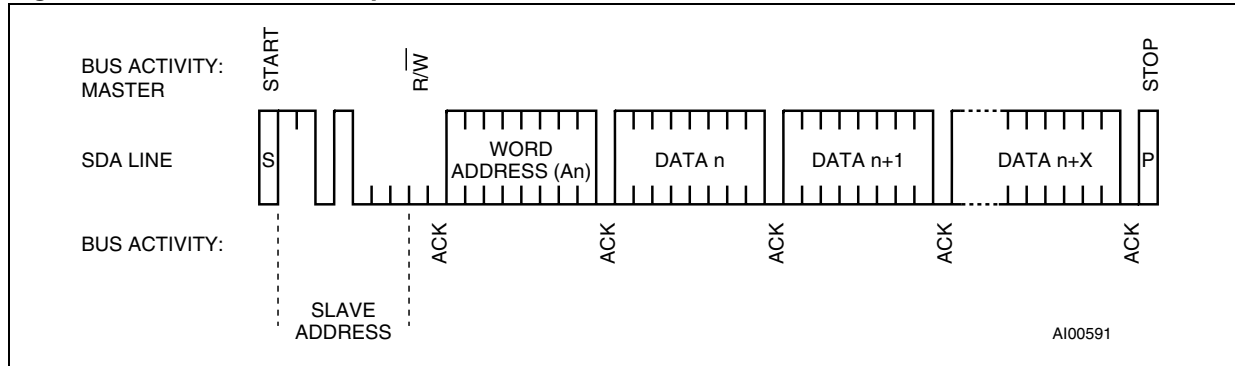 START
R/W
STOP
BUS ACTIVITY:
MASTER
SDA LINE
S
WORD
ADDRESS (An)
DATA n
DATA n+1
DATA n+X
P
BUS ACTIVITY:
ACK
ACK
ACK
ACK
ACK
SLAVE
ADDRESS
AI00591